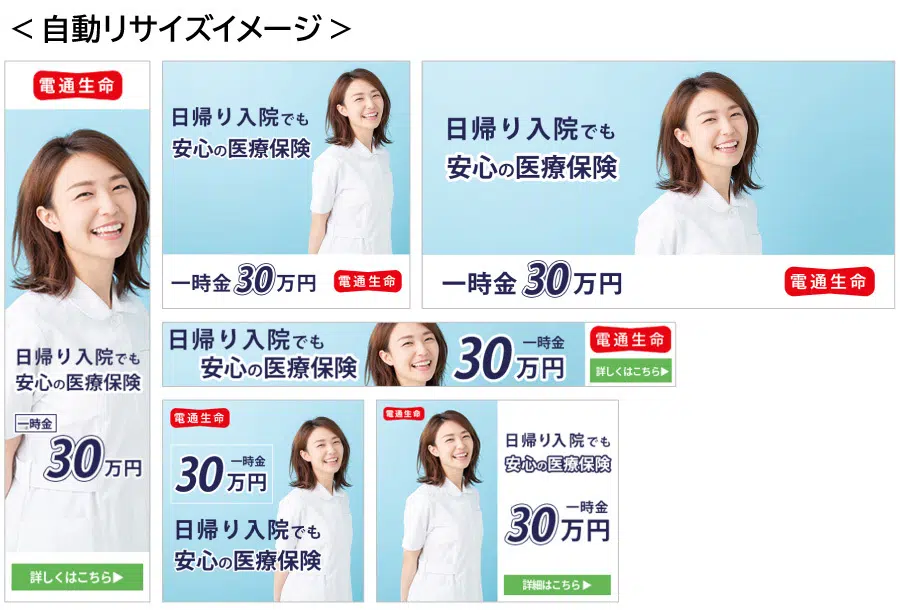 ＜自動リサイズイメージ＞
電通生命
日帰り入院でも
安心の医療保険
一時金
30万円
詳しくはこちら▶
日帰り入院でも
安心の医療保険
一時金30万円
電通生命
日帰り入院でも
安心の医療保険
一時金30万円
電通生命
日帰り入院でも
安心の医療保険
一時金
30万円
電通生命
詳しくはこちら▶
電通生命
一時金
30万円
日帰り入院でも
安心の医療保険
電通生命
日帰り入院でも
安心の医療保険
一時金
30万円
詳細はこちら▶